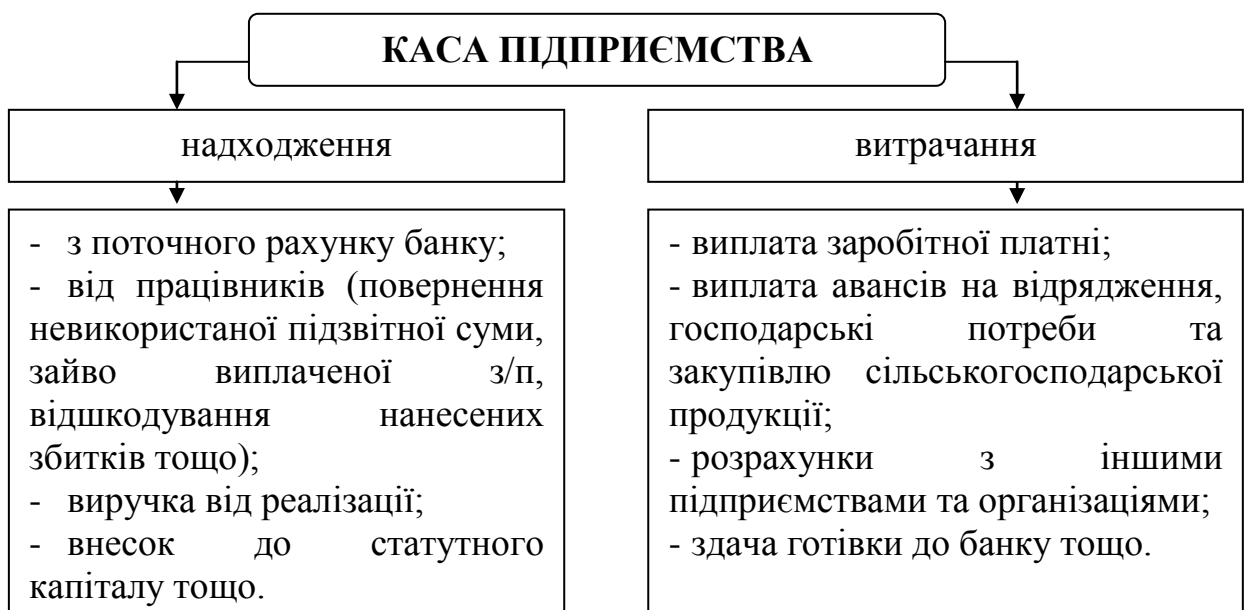 КАСА ПІДПРИЄМСТВА
надходження
- з поточного рахунку банку;
- від працівників (повернення
невикористаної підзвітної суми,
зайво виплаченої з/п,
відшкодування нанесених
збитків тощо);
- виручка від реалізації;
- внесок до статутного
капіталу тощо.
витрачання
- виплата заробітної платні;
- виплата авансів на відрядження,
господарські потреби та
закупівлю сільськогосподарської
продукції;
- розрахунки з іншими
підприємствами та організаціями;
- здача готівки до банку тощо.